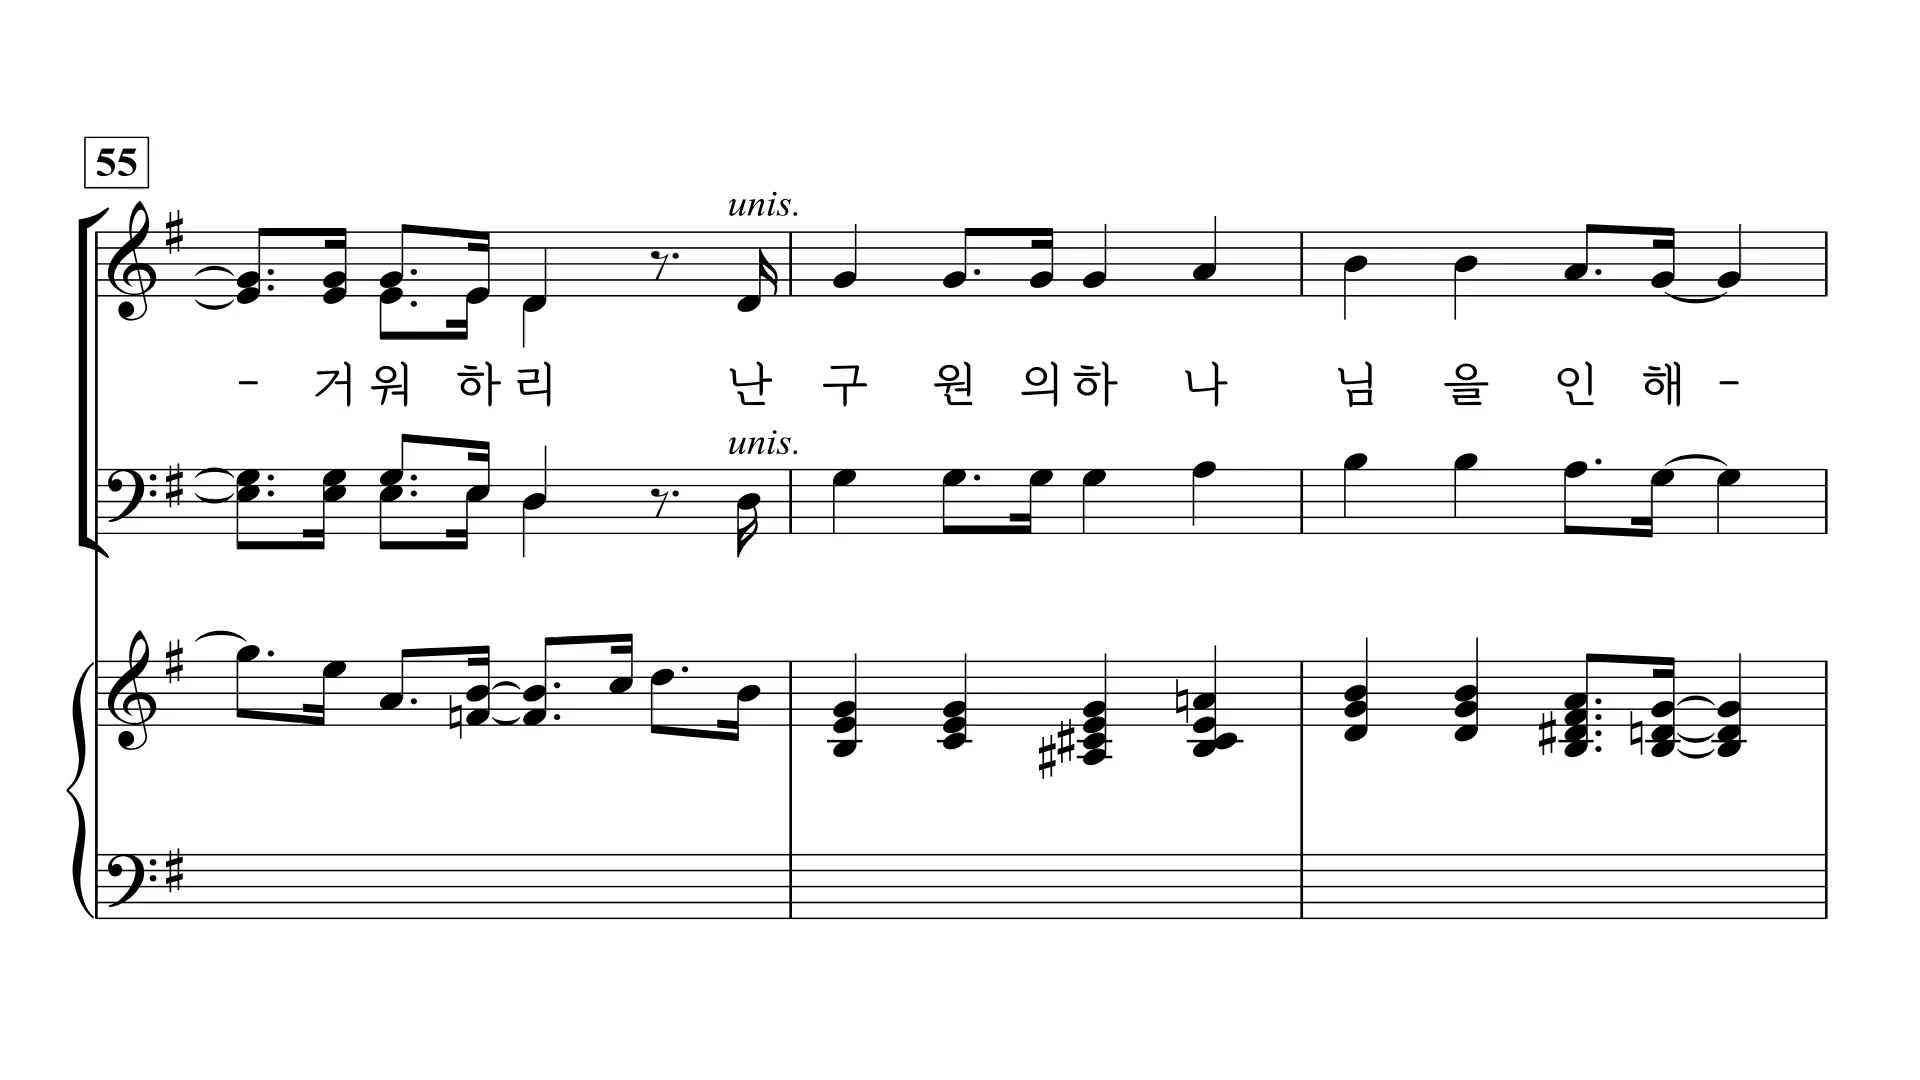 55
unis.
- 거 워 하 리 난 구 원 의 하 나 님 을 인 해 -
unis.